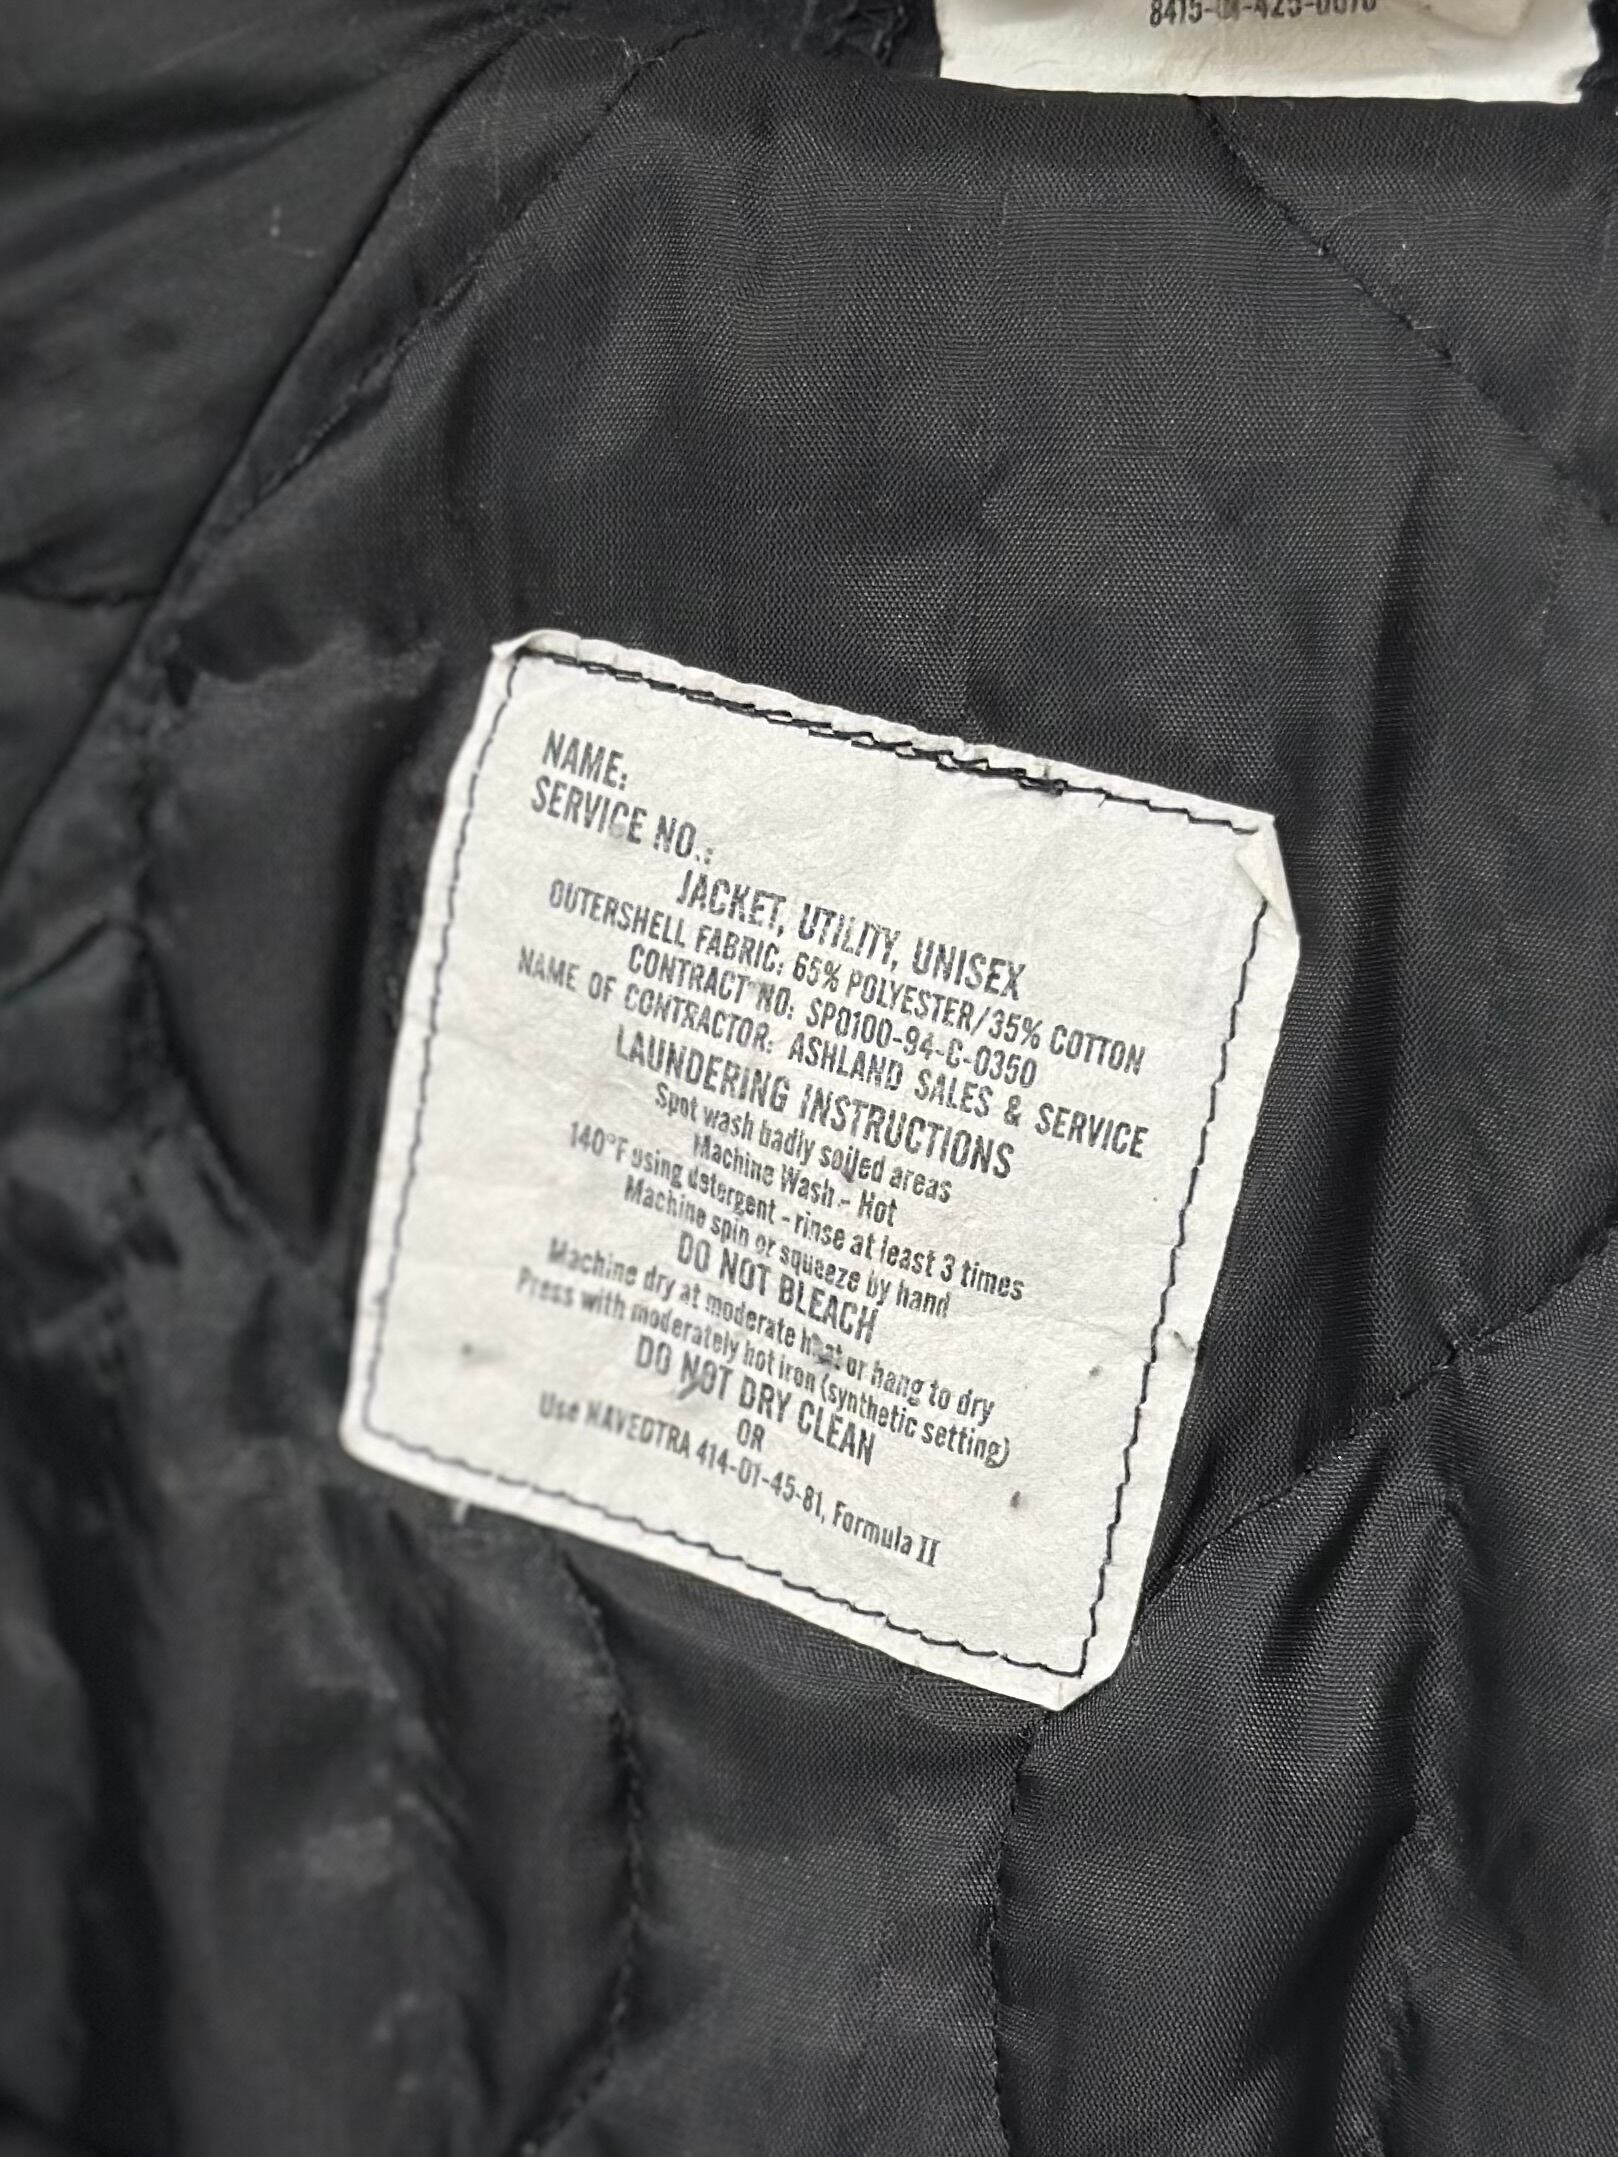 NAME:
SERVICE NO.:
JACKET, UTILITY, UNISEX
OUTERSHELL FABRIC: 65% POLYESTER/35% COTTON
CONTRACT NO: SP0100-94-C-0350
NAME OF CONTRACTOR: ASHLAND SALES & SERVICE
LAUNDERING INSTRUCTIONS
Spot wash badly soiled areas
Machine Wash - Hot
140°F using detergent - rinse at least 3 times
Machine spin or squeeze by hand
DO NOT BLEACH
Machine dry at moderate heat or hang to dry
Press with moderately hot iron (synthetic setting)
DO NOT DRY CLEAN
OR
Use NAVEDTRA 414-01-45-81, Formula II